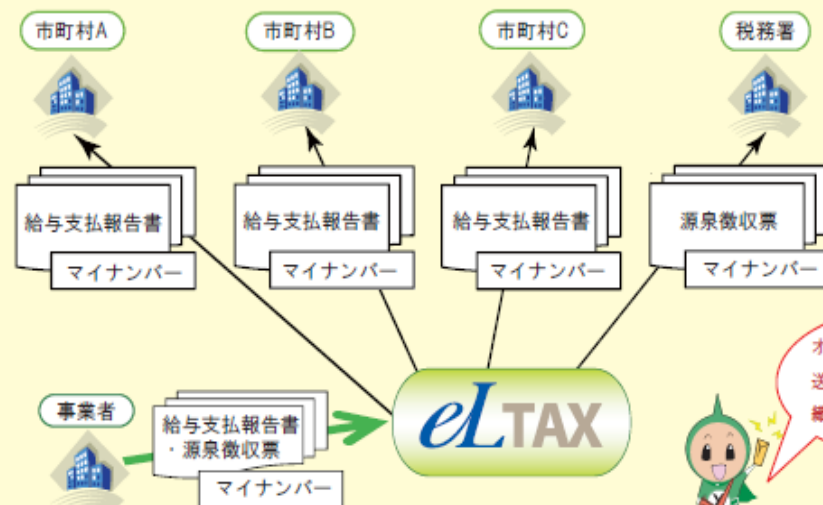 市町村A
市町村B
市町村C
税務署
給与支払報告書
マイナンバー
給与支払報告書
マイナンバー
給与支払報告書
マイナンバー
源泉徴収票
マイナンバー
事業者
給与支払報告書
・源泉徴収票
マイナンバー
eLTAX
オ
送